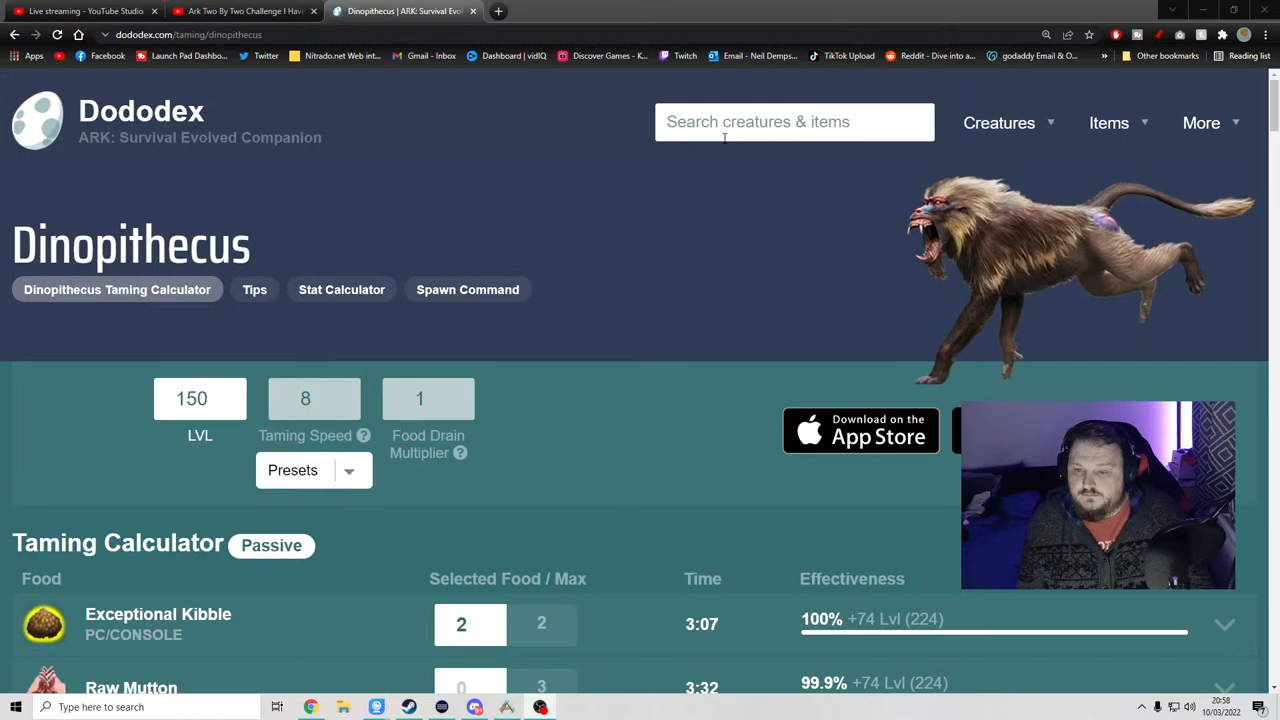 Live streaming - YouTube Studio
Ark Two By Two Challenge I Have
Dinopithecus | ARK: Survival Evol
dododex.com/taming/dinopithecus
Apps
Facebook
Launch Pad Dashbo...
Twitter
Nitrado.net Web int...
Gmail - Inbox
Dashboard | vidIQ
Discover Games - K...
Twitch
Email - Neil Demps...
TikTok Upload
Reddit - Dive into a...
godaddy Email & O...
Other bookmarks
Reading list
Dododex
ARK: Survival Evolved Companion
Search creatures & items
Creatures
Items
More
Dinopithecus
Dinopithecus Taming Calculator
Tips
Stat Calculator
Spawn Command
150
8
1
LVL
Taming Speed ?
Food Drain
Multiplier ?
Presets
Download on the
App Store
Taming Calculator
Passive
Food
Selected Food / Max
Time
Effectiveness
Exceptional Kibble
PC/CONSOLE
2
2
3:07
100% +74 Lvl (224)
Raw Mutton
0
3
3:32
99.9% +74 Lvl (224)
Type here to search
20:58
10/03/2022